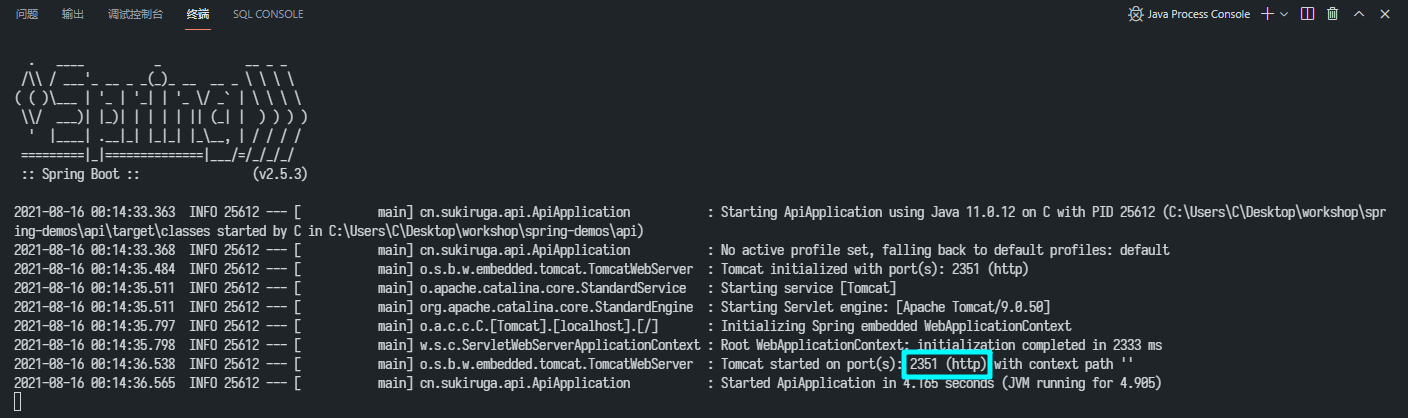 问题 输出 调试控制台 终端 SQL CONSOLE Java Process Console
  .   ____          _            __ _ _
 /\\ / ___'_ __ _ _(_)_ __  __ _ \ \ \ \
( ( )\___ | '_ | '_| | '_ \/ _` | \ \ \ \
 \\/  ___)| |_)| | | | | || (_| |  ) ) ) )
  '  |____| .__|_| |_|_| |_\__, | / / / /
 =========|_|==============|___/=/_/_/_/
 :: Spring Boot ::                (v2.5.3)
2021-08-16 00:14:33.363  INFO 25612 --- [           main] cn.sukiruga.api.ApiApplication           : Starting ApiApplication using Java 11.0.12 on C with PID 25612 (C:\Users\C\Desktop\workshop\spr
ing-demos\api\target\classes started by C in C:\Users\C\Desktop\workshop\spring-demos\api)
2021-08-16 00:14:33.368  INFO 25612 --- [           main] cn.sukiruga.api.ApiApplication           : No active profile set, falling back to default profiles: default
2021-08-16 00:14:35.484  INFO 25612 --- [           main] o.s.b.w.embedded.tomcat.TomcatWebServer  : Tomcat initialized with port(s): 2351 (http)
2021-08-16 00:14:35.511  INFO 25612 --- [           main] o.apache.catalina.core.StandardService   : Starting service [Tomcat]
2021-08-16 00:14:35.511  INFO 25612 --- [           main] org.apache.catalina.core.StandardEngine  : Starting Servlet engine: [Apache Tomcat/9.0.50]
2021-08-16 00:14:35.797  INFO 25612 --- [           main] o.a.c.c.C.[Tomcat].[localhost].[/]       : Initializing Spring embedded WebApplicationContext
2021-08-16 00:14:35.798  INFO 25612 --- [           main] w.s.c.ServletWebServerApplicationContext : Root WebApplicationContext: initialization completed in 2333 ms
2021-08-16 00:14:36.538  INFO 25612 --- [           main] o.s.b.w.embedded.tomcat.TomcatWebServer  : Tomcat started on port(s): 2351 (http) with context path ''
2021-08-16 00:14:36.565  INFO 25612 --- [           main] cn.sukiruga.api.ApiApplication           : Started ApiApplication in 4.165 seconds (JVM running for 4.905)